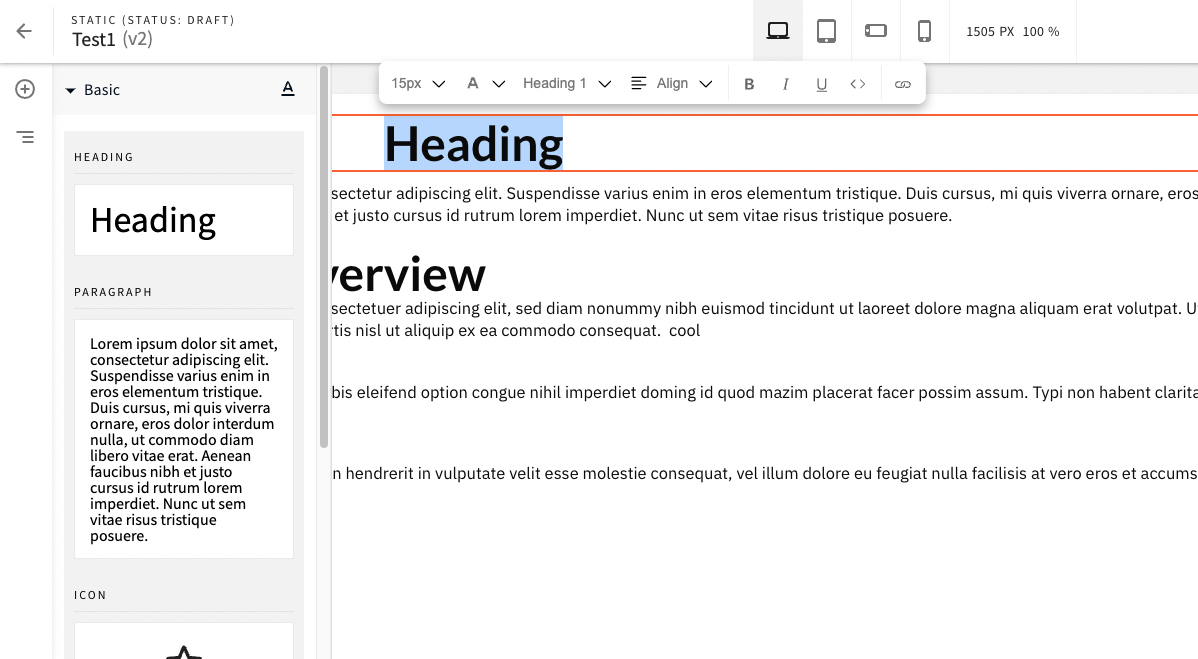 STATIC (STATUS: DRAFT)
Test1 (v2)
1505 PX 100 %
Basic
A
15px
A
Heading 1
Align
B I U <>
HEADING
Heading
PARAGRAPH
Lorem ipsum dolor sit amet,
consectetur adipiscing elit.
Suspendisse varius enim in
eros elementum tristique.
Duis cursus, mi quis viverra
ornare, eros dolor interdum
nulla, ut commodo diam
libero vitae erat. Aenean
faucibus nibh et justo
cursus id rutrum lorem
imperdiet. Nunc ut sem
vitae risus tristique
posuere.
ICON
Heading
sectetur adipiscing elit. Suspendisse varius enim in eros elementum tristique. Duis cursus, mi quis viverra ornare, eros
et justo cursus id rutrum lorem imperdiet. Nunc ut sem vitae risus tristique posuere.
verview
sectetuer adipiscing elit, sed diam nonummy nibh euismod tincidunt ut laoreet dolore magna aliquam erat volutpat. U
rtis nisl ut aliquip ex ea commodo consequat. cool
bis eleifend option congue nihil imperdiet doming id quod mazim placerat facer possim assum. Typi non habent clarita
n hendrerit in vulputate velit esse molestie consequat, vel illum dolore eu feugiat nulla facilisis at vero eros et accums